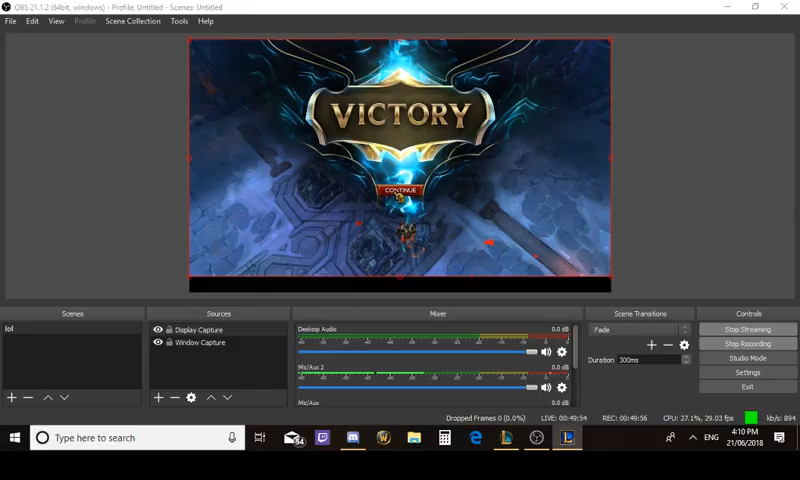 OBS 21.1.2 (64bit, windows) - Profile: Untitled - Scenes: Untitled
File Edit View Profile Scene Collection Tools Help
VICTORY
CONTINUE
Scenes Sources Mixer Scene Transitions Controls
lol
Display Capture
Window Capture
Desktop Audio 0.0 dB
Mic/Aux 2 0.0 dB
Mic/Aux 0.0 dB
Fade
Duration 300ms
Stop Streaming
Stop Recording
Studio Mode
Settings
Exit
Dropped Frames 0 (0.0%) LIVE: 00:49:54 REC: 00:49:56 CPU: 27.1%, 29.03 fps kb/s: 894
Type here to search
54
ENG
4:10 PM
21/06/2018